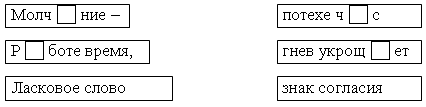 Молч □ ние – потехе ч □ с
Р □ боте время, гнев укрощ □ ет
Ласковое слово знак согласия